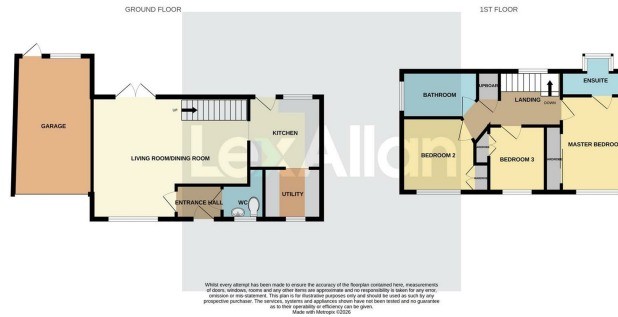 GROUND FLOOR
1ST FLOOR
GARAGE
UP
LIVING ROOM/DINING ROOM
KITCHEN
UTILITY
ENTRANCE HALL
WC
BATHROOM
CUPBOARD
LANDING
DOWN
ENSUITE
BEDROOM 2
BEDROOM 3
MASTER BEDROOM
WARDROBE
Lex Allan
Whilst every attempt has been made to ensure the accuracy of the floorplan contained here, measurements
of doors, windows, rooms and any other items are approximate and no responsibility is taken for any error,
omission or mis-statement. This plan is for illustrative purposes only and should be used as such by any
prospective purchaser. The services, systems and appliances shown have not been tested and no guarantee
as to their operability or efficiency can be given.
Made with Metropix ©2026